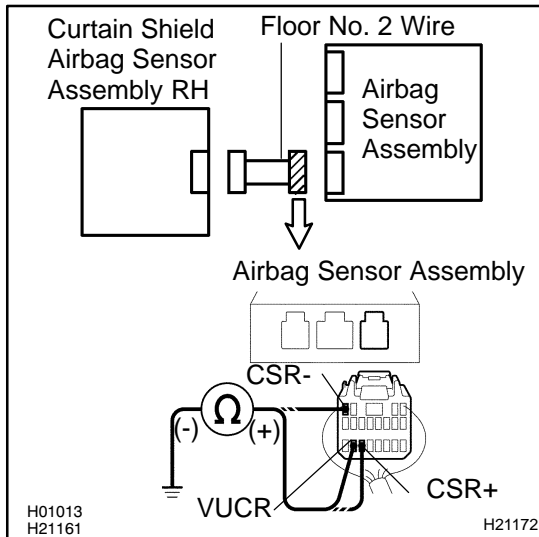 Curtain Shield
Airbag Sensor
Assembly RH
Floor No. 2 Wire
Airbag
Sensor
Assembly
Airbag Sensor Assembly
CSR-
Ω
(-)
(+)
VUCR
CSR+
H01013
H21161
H21172